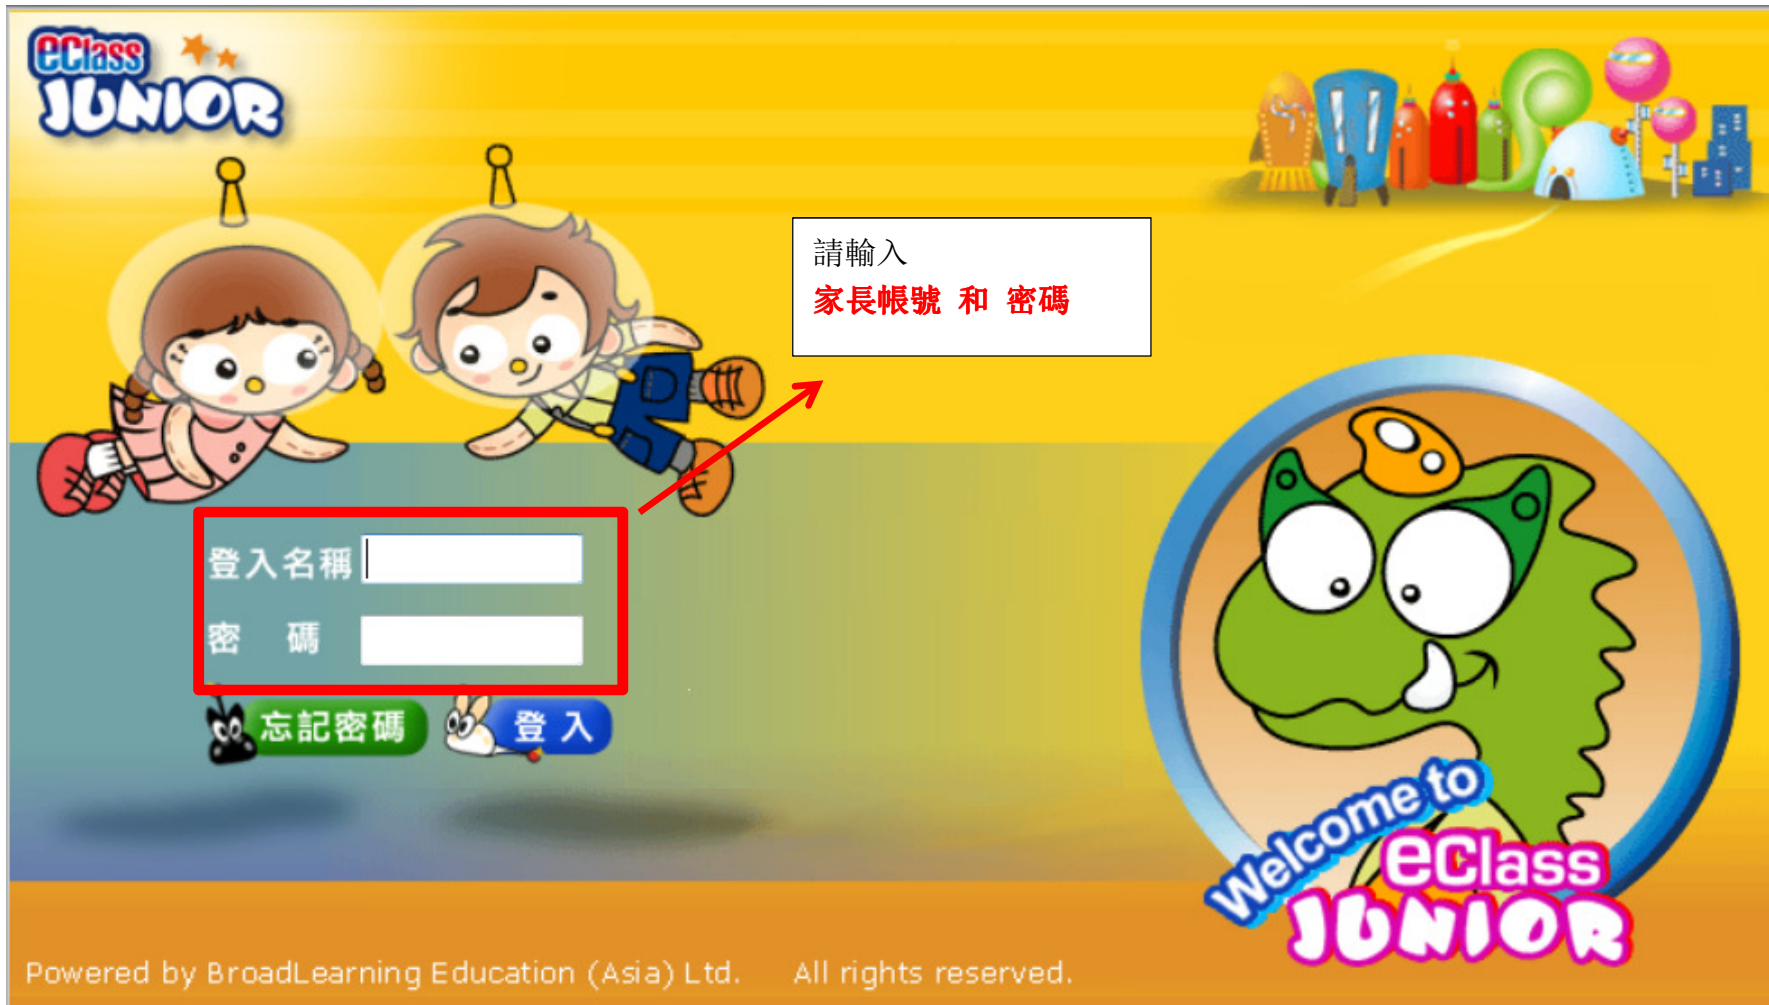 eClass
JUNIOR
請輸入
家長帳號 和 密碼
登入名稱
密 碼
忘記密碼
登入
Welcome to
eClass
JUNIOR
Powered by BroadLearning Education (Asia) Ltd. All rights reserved.